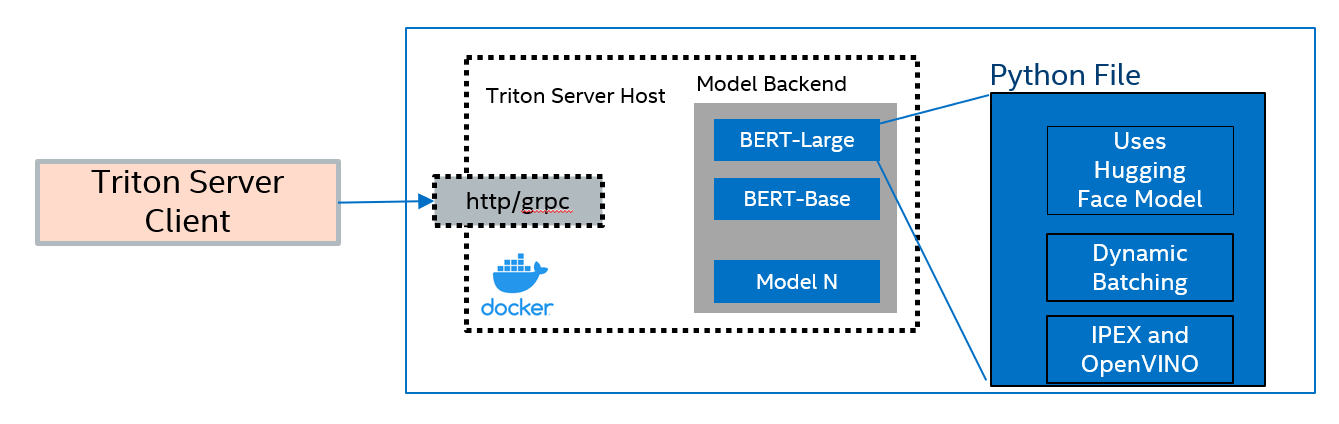 Triton Server
Client
Triton Server Host
http/grpc
docker
Model Backend
BERT-Large
BERT-Base
Model N
Python File
Uses
Hugging
Face Model
Dynamic
Batching
IPEX and
OpenVINO